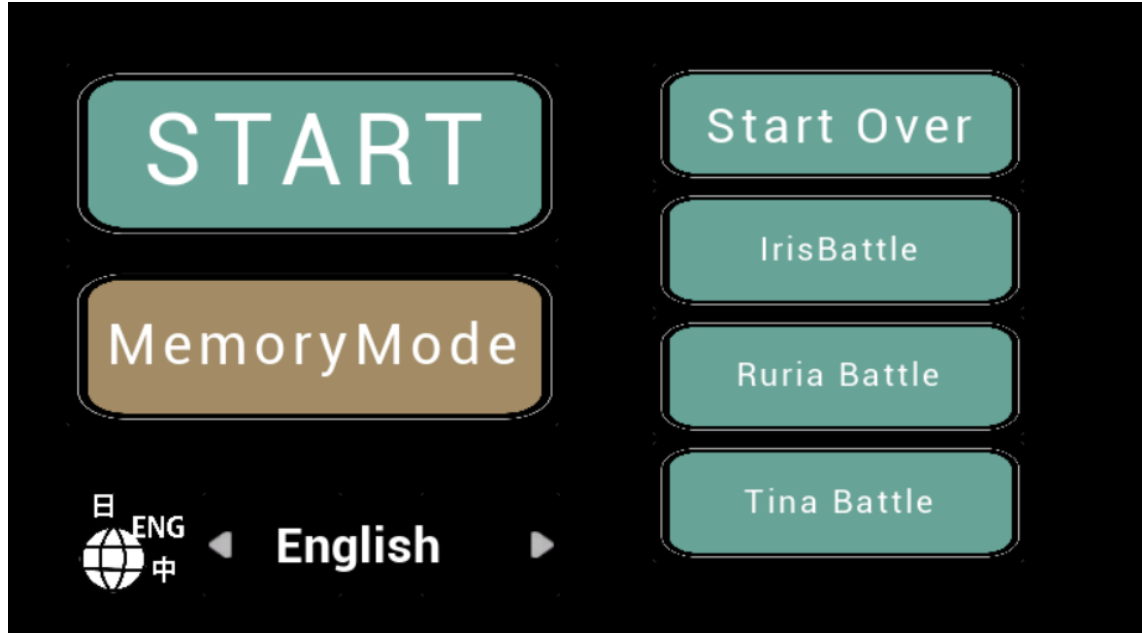 START
MemoryMode
日
ENG
中
English
Start Over
IrisBattle
Ruria Battle
Tina Battle